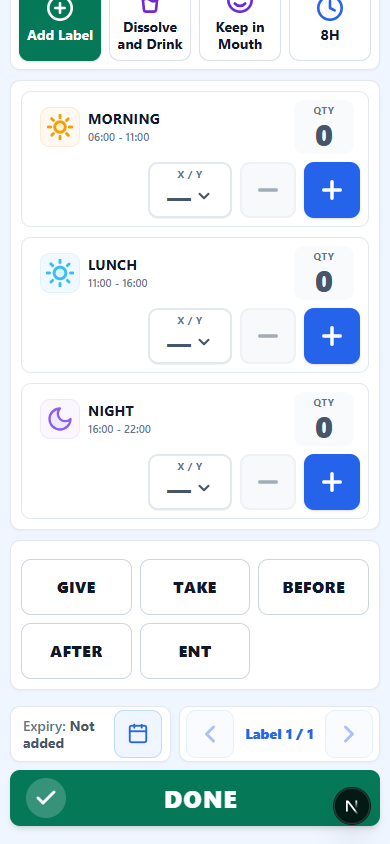 Add Label
Dissolve and Drink
Keep in Mouth
8H
MORNING
06:00 - 11:00
QTY
0
X / Y
—
LUNCH
11:00 - 16:00
QTY
0
X / Y
—
NIGHT
16:00 - 22:00
QTY
0
X / Y
—
GIVE
TAKE
BEFORE
AFTER
ENT
Expiry: Not added
Label 1 / 1
DONE
N